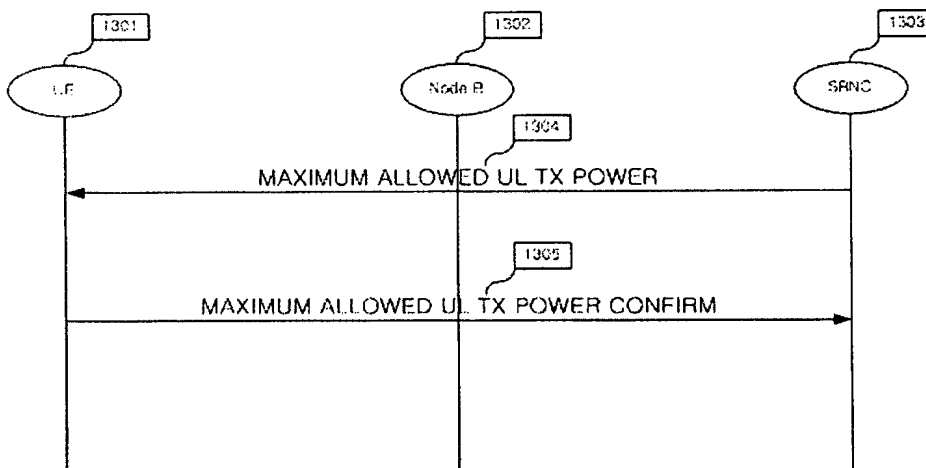 1301
1302
1303
UE
Node B
SRNC
1304
MAXIMUM ALLOWED UL TX POWER
1305
MAXIMUM ALLOWED UL TX POWER CONFIRM